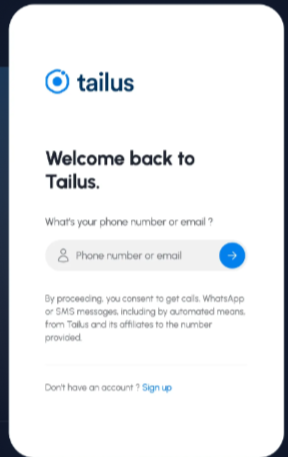 tailus
Welcome back to
Tailus.
What's your phone number or email ?
Phone number or email
By proceeding, you consent to get calls, WhatsApp
or SMS messages, including by automated means,
from Tailus and its affiliates to the number
provided.
Don't have an account ? Sign up